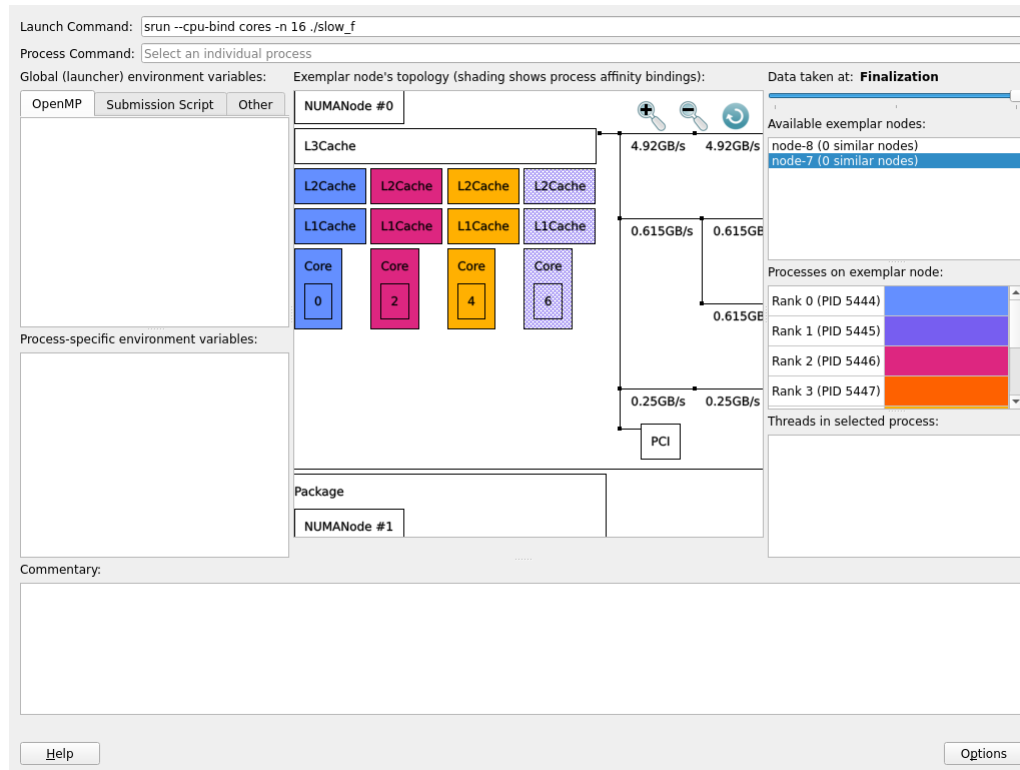 Launch Command: srun --cpu-bind cores -n 16 ./slow_f
Process Command: Select an individual process
Global (launcher) environment variables:
OpenMP Submission Script Other
Process-specific environment variables:
Exemplar node's topology (shading shows process affinity bindings):
NUMANode #0
L3Cache
L2Cache L2Cache L2Cache L2Cache
L1Cache L1Cache L1Cache L1Cache
Core Core Core Core
0 2 4 6
4.92GB/s 4.92GB/s
0.615GB/s 0.615GB
0.615GB
0.25GB/s 0.25GB/s
PCI
Package
NUMANode #1
Data taken at: Finalization
Available exemplar nodes:
node-8 (0 similar nodes)
node-7 (0 similar nodes)
Processes on exemplar node:
Rank 0 (PID 5444)
Rank 1 (PID 5445)
Rank 2 (PID 5446)
Rank 3 (PID 5447)
Threads in selected process:
Commentary:
Help
Options